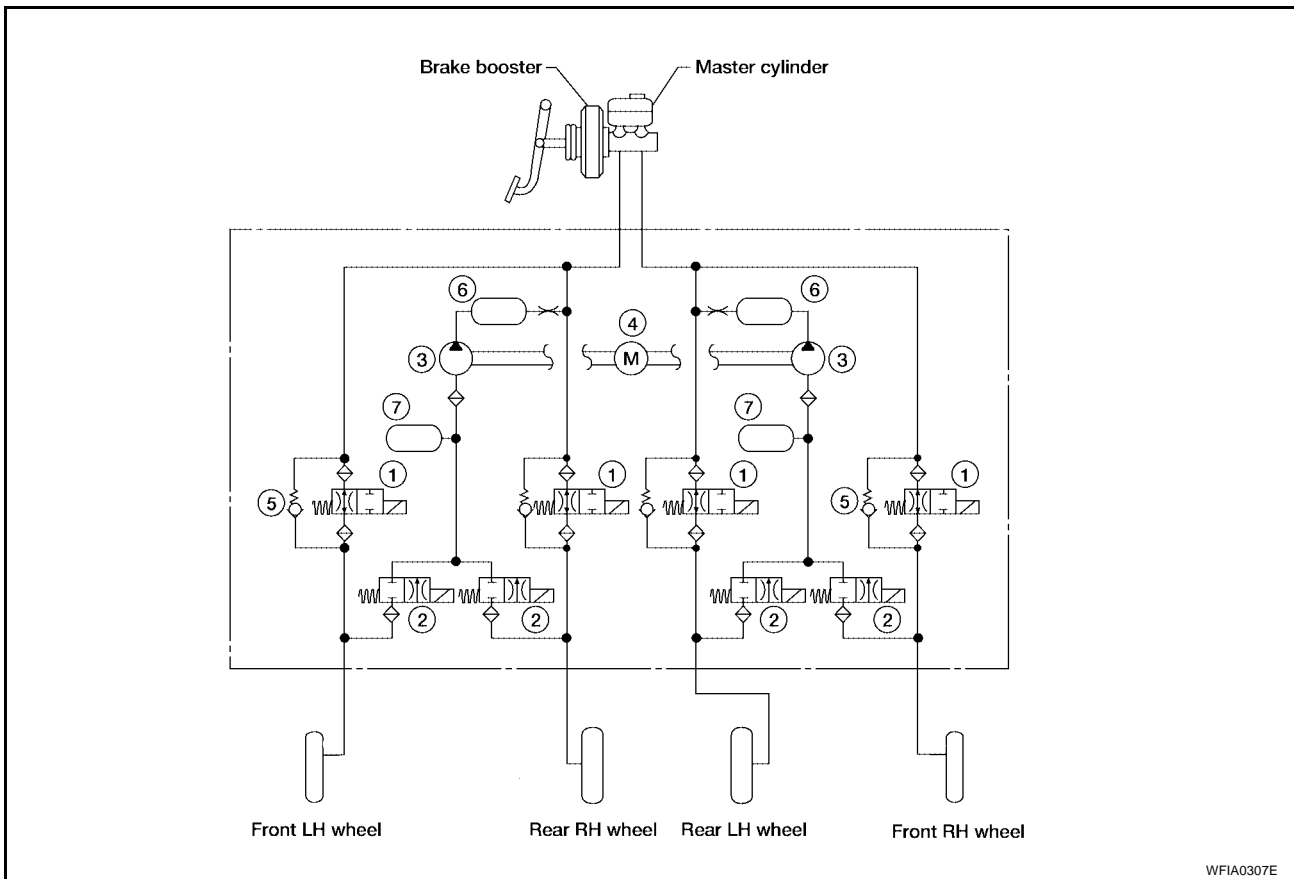 Brake booster
Master cylinder
6
6
4
3
M
3
7
7
1
1
1
1
5
5
2
2
2
2
Front LH wheel
Rear RH wheel
Rear LH wheel
Front RH wheel
WFIA0307E